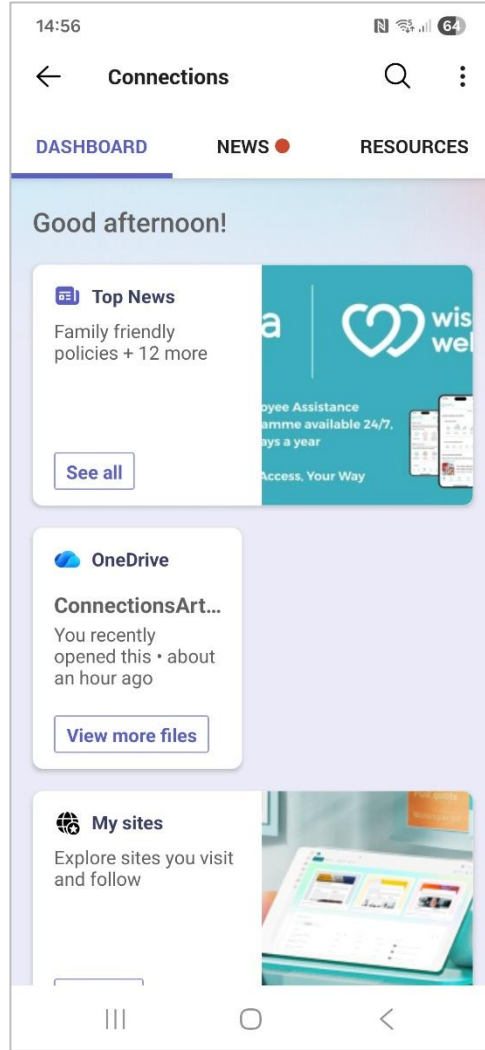 14:56
64
Connections
DASHBOARD
NEWS
RESOURCES
Good afternoon!
Top News
Family friendly
policies + 12 more
See all
a
wis
wel
oyee Assistance
amme available 24/7,
ays a year
Access, Your Way
OneDrive
ConnectionsArt...
You recently
opened this • about
an hour ago
View more files
My sites
Explore sites you visit
and follow